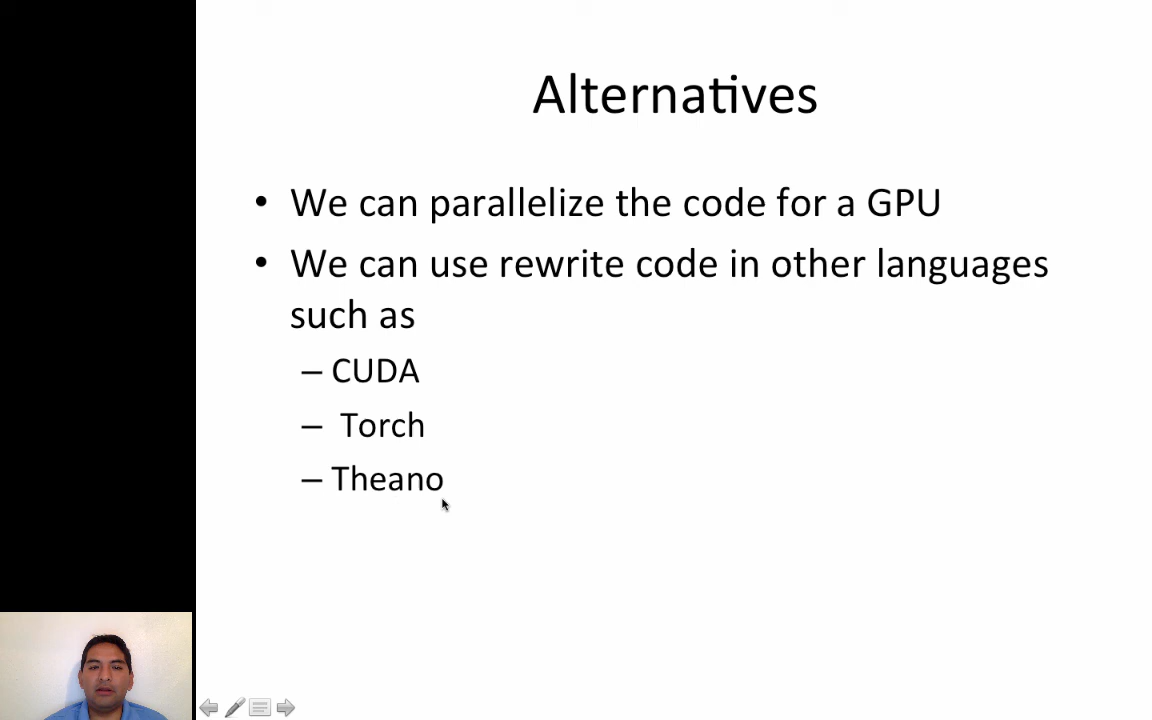 Alternatives
• We can parallelize the code for a GPU
• We can use rewrite code in other languages
such as
– CUDA
– Torch
– Theano